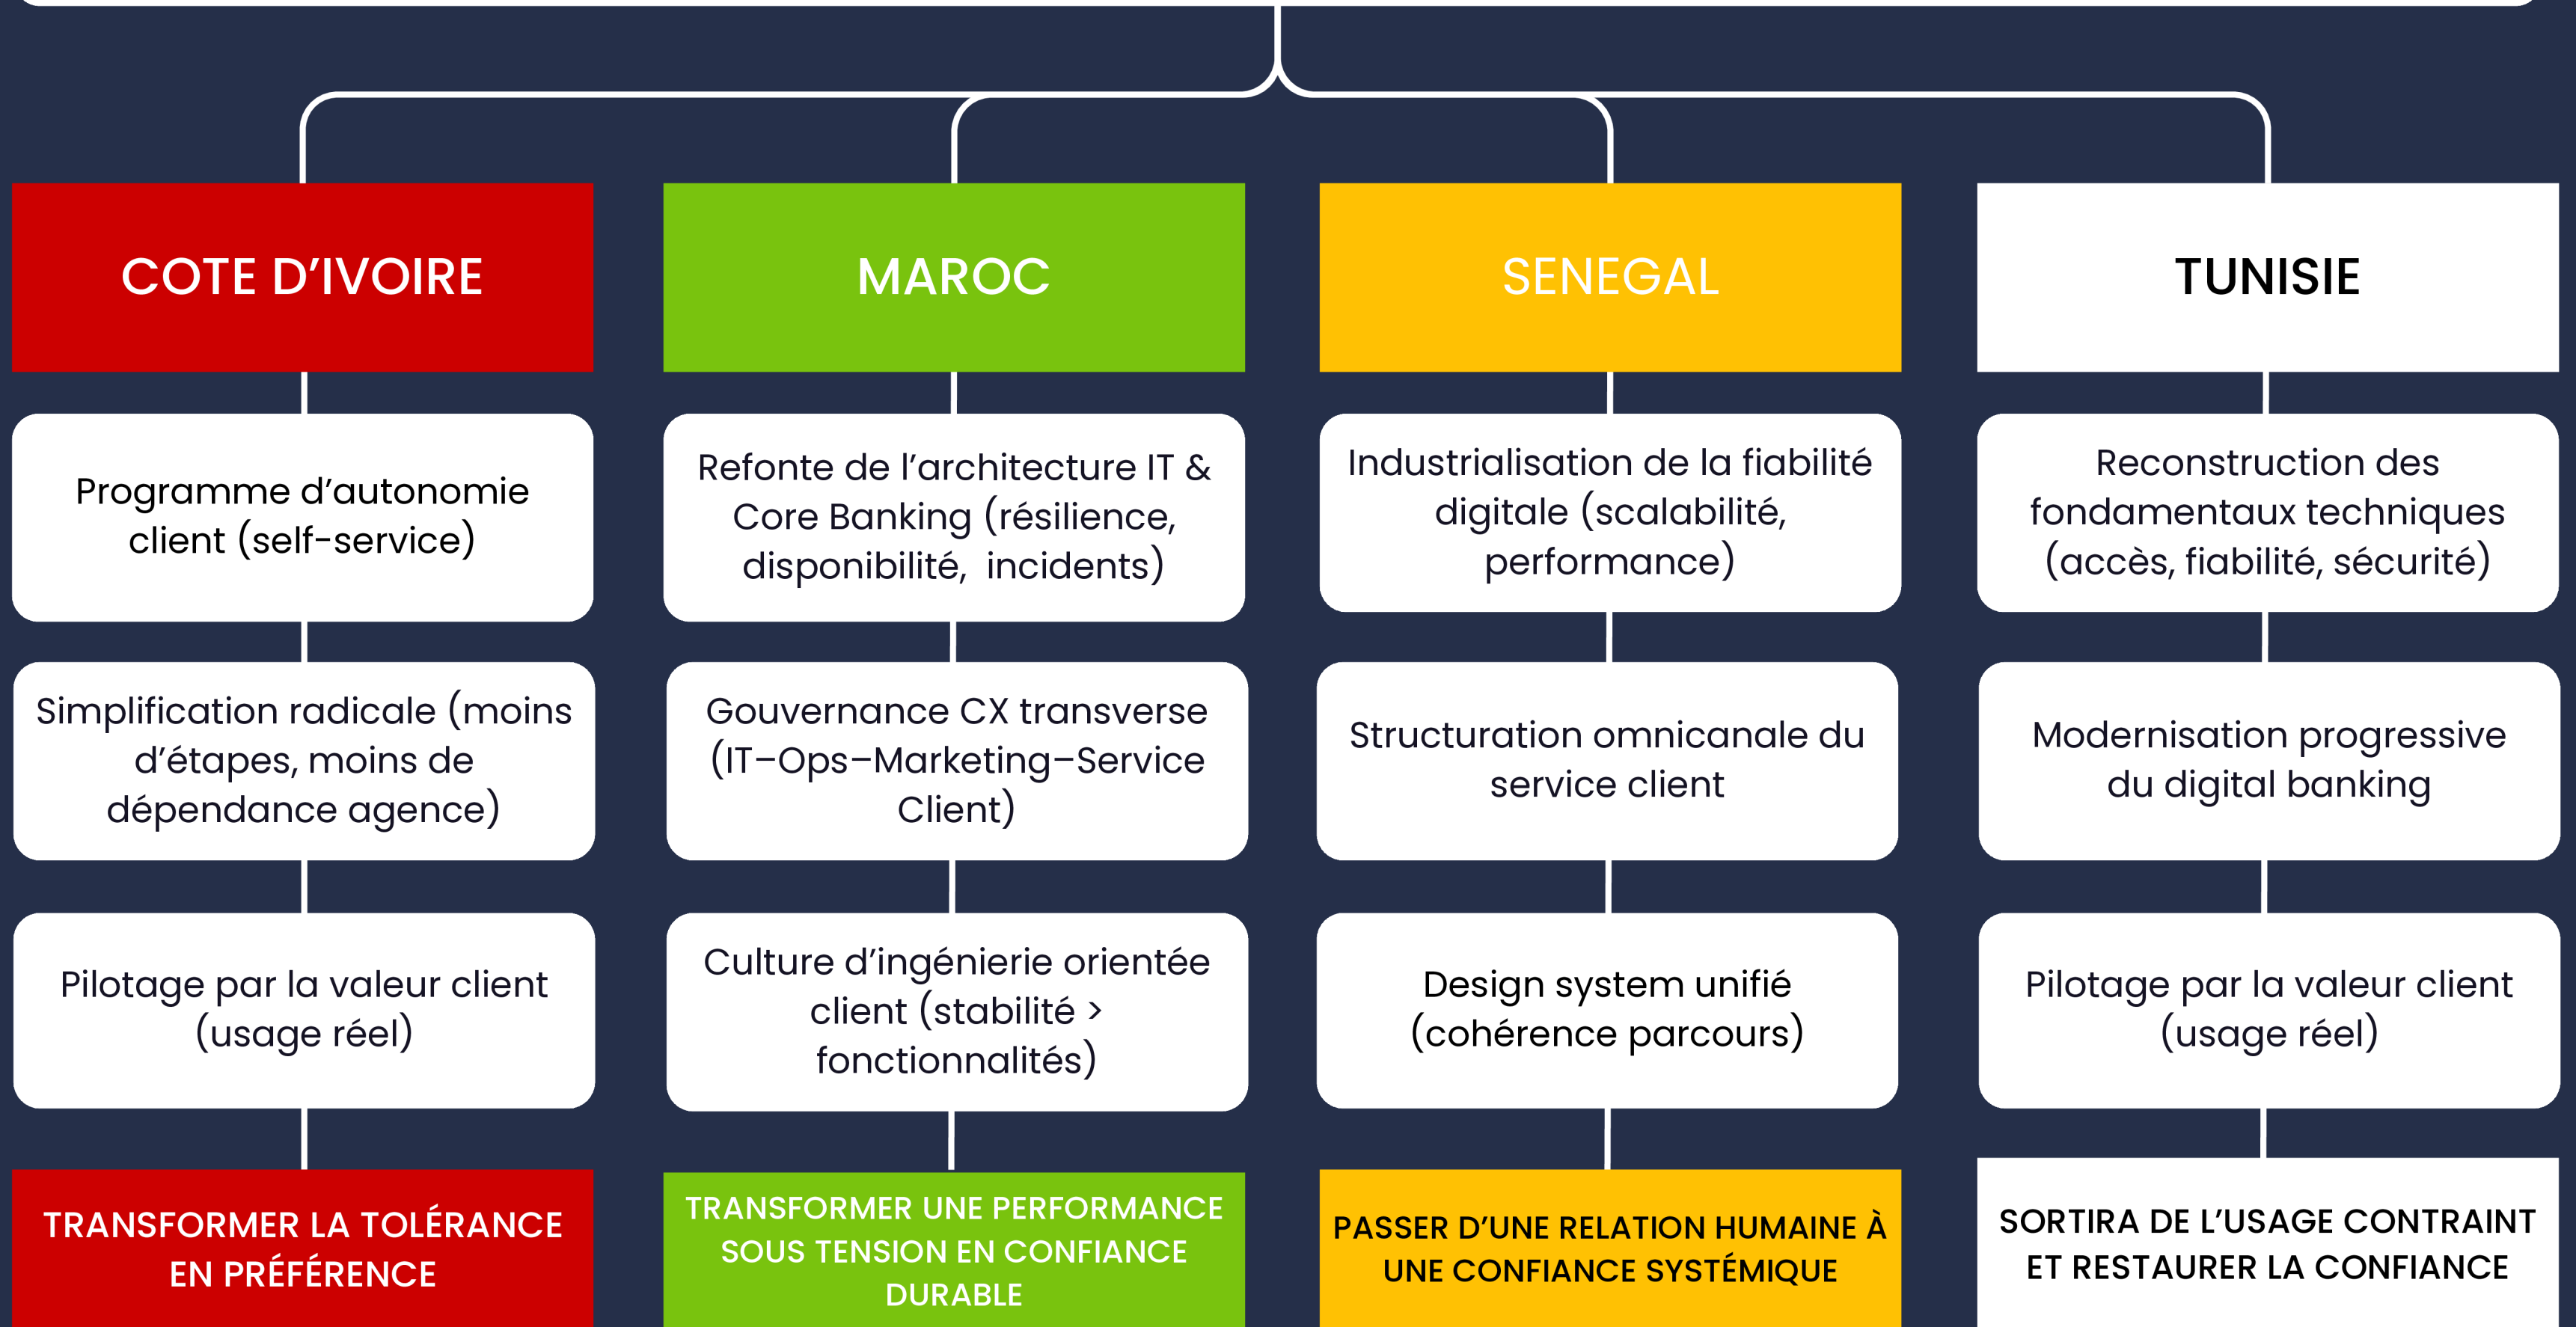 COTE D’IVOIRE
Programme d’autonomie
client (self-service)
Simplification radicale (moins
d’étapes, moins de
dépendance agence)
Pilotage par la valeur client
(usage réel)
TRANSFORMER LA TOLÉRANCE
EN PRÉFÉRENCE
MAROC
Refonte de l’architecture IT &
Core Banking (résilience,
disponibilité,  incidents)
Gouvernance CX transverse
(IT–Ops–Marketing–Service
Client)
Culture d’ingénierie orientée
client (stabilité >
fonctionnalités)
TRANSFORMER UNE PERFORMANCE
SOUS TENSION EN CONFIANCE
DURABLE
SENEGAL
Industrialisation de la fiabilité
digitale (scalabilité,
performance)
Structuration omnicanale du
service client
Design system unifié
(cohérence parcours)
PASSER D’UNE RELATION HUMAINE À
UNE CONFIANCE SYSTÉMIQUE
TUNISIE
Reconstruction des
fondamentaux techniques
(accès, fiabilité, sécurité)
Modernisation progressive
du digital banking
Pilotage par la valeur client
(usage réel)
SORTIRA DE L’USAGE CONTRAINT
ET RESTAURER LA CONFIANCE